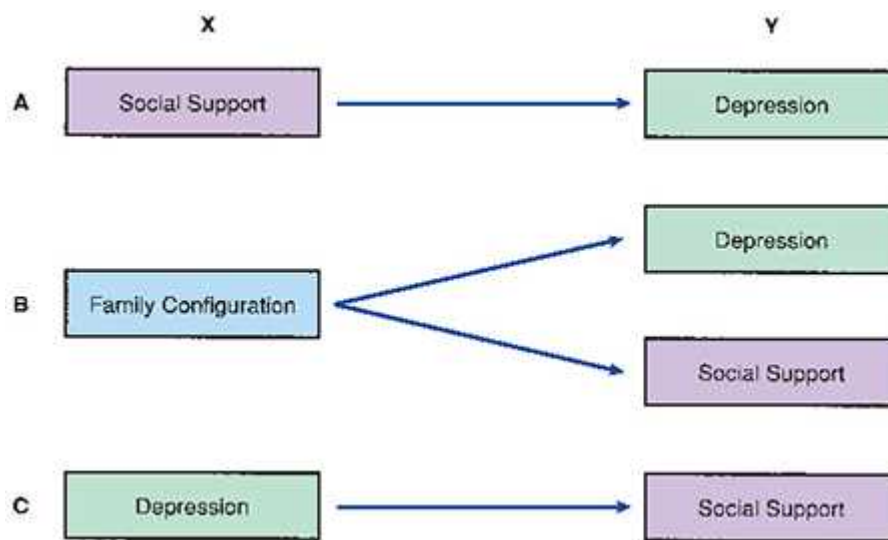 X Y
A Social Support Depression
Depression
B Family Configuration
Social Support
C Depression Social Support